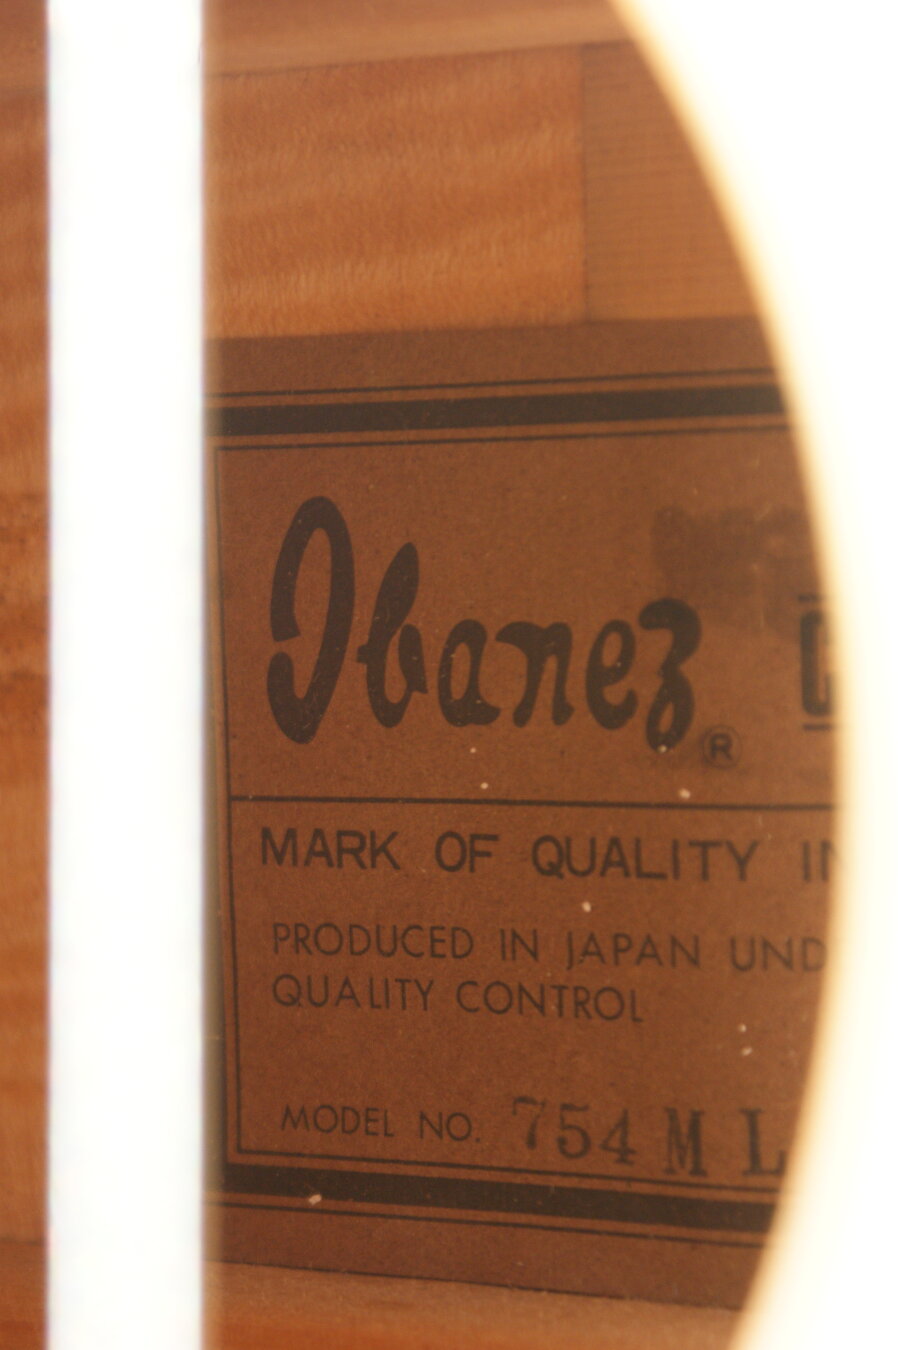 Ibanez ®
MARK OF QUALITY
PRODUCED IN JAPAN
QUALITY CONTROL
MODEL NO. 754 M L